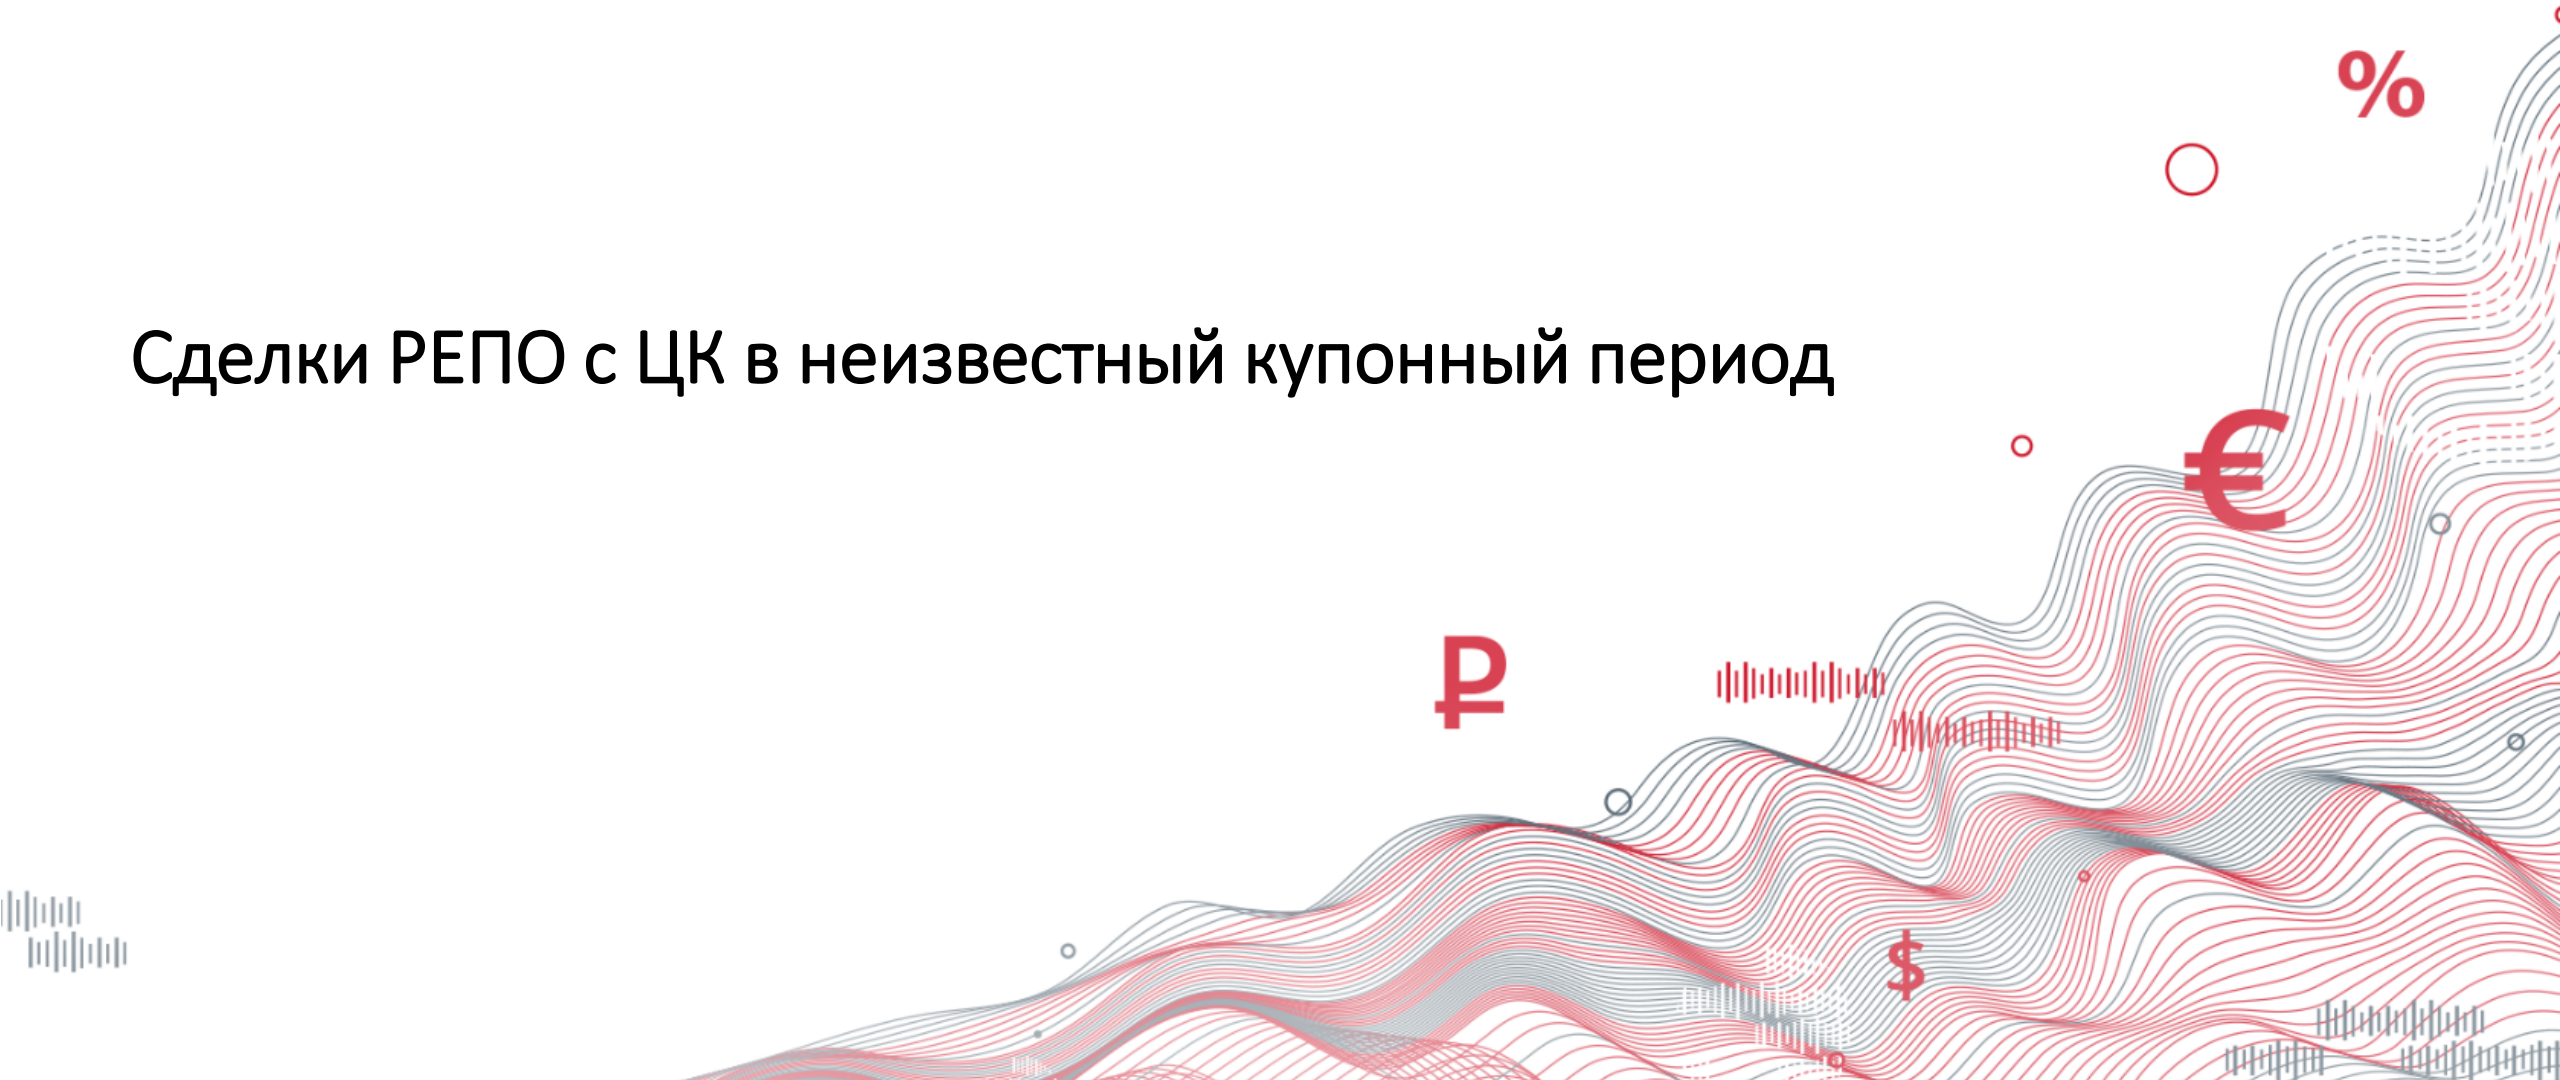 %
Сделки РЕПО с ЦК в неизвестный купонный период
€
₽
$